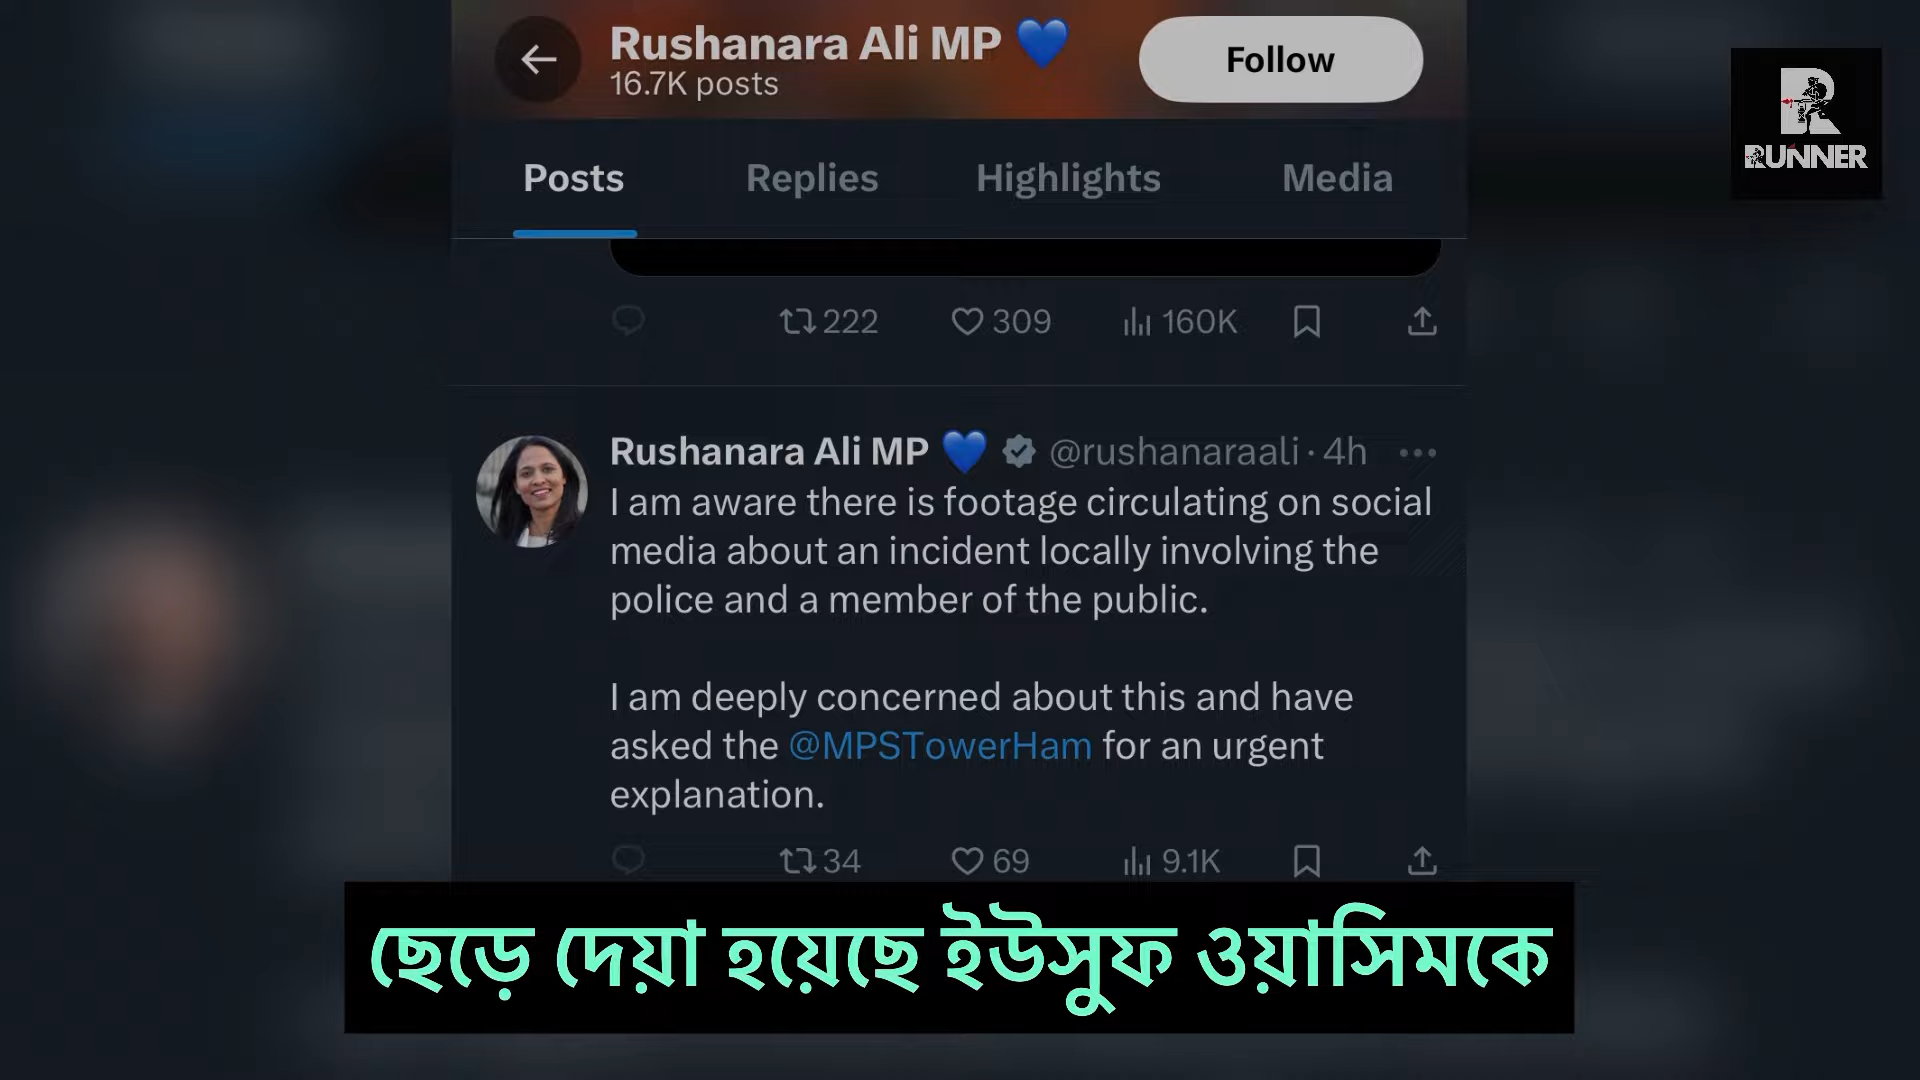 Rushanara Ali MP 💙
16.7K posts
Follow
RUNNER
Posts Replies Highlights Media
222 309 160K
Rushanara Ali MP 💙 @rushanaraali · 4h
I am aware there is footage circulating on social
media about an incident locally involving the
police and a member of the public.
I am deeply concerned about this and have
asked the @MPSTowerHam for an urgent
explanation.
34 69 9.1K
ছেড়ে দেয়া হয়েছে ইউসুফ ওয়াসিমকে